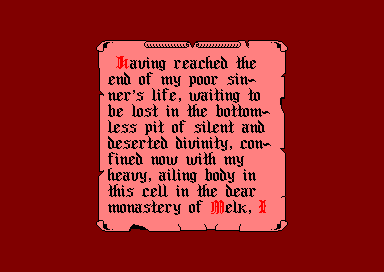 Having reached the
end of my poor sin~
ner's life, waiting to
be lost in the bottom~
less pit of silent and
deserted divinity, con~
fined now with my
heavy, ailing body in
this cell in the dear
monastery of Melk, I